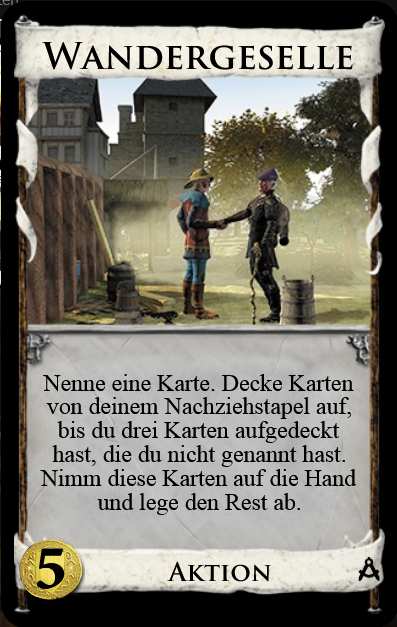 WANDERGESELLE
Nenne eine Karte. Decke Karten
von deinem Nachziehstapel auf,
bis du drei Karten aufgedeckt
hast, die du nicht genannt hast.
Nimm diese Karten auf die Hand
und lege den Rest ab.
5
AKTION